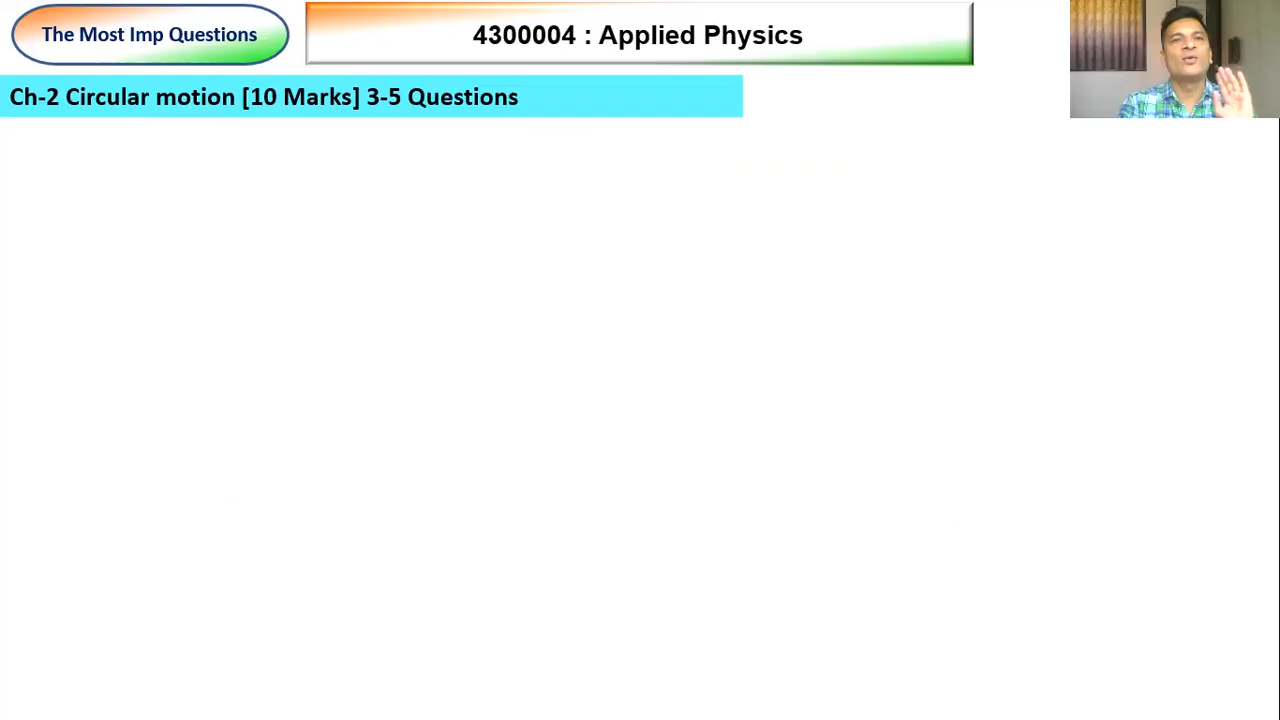 The Most Imp Questions
4300004 : Applied Physics
Ch-2 Circular motion [10 Marks] 3-5 Questions